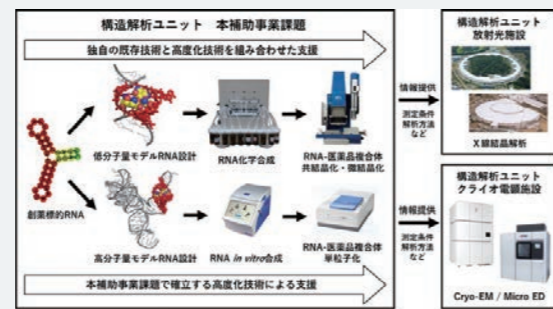 構造解析ユニット　本補助事業課題
独自の既存技術と高度化技術を組み合わせた支援
創薬標的RNA
低分子量モデルRNA設計
RNA化学合成
RNA-医薬品複合体
共結晶化・微結晶化
高分子量モデルRNA設計
RNA in vitro合成
RNA-医薬品複合体
単粒子化
本補助事業課題で確立する高度化技術による支援
情報提供
測定条件
解析方法
など
構造解析ユニット
放射光施設
X線結晶解析
情報提供
測定条件
解析方法
など
構造解析ユニット
クライオ電顕施設
Cryo-EM / Micro ED